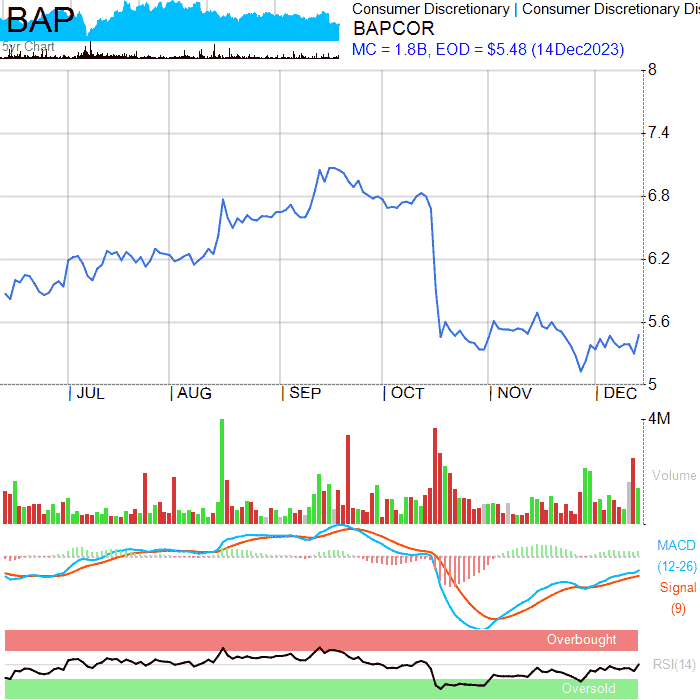 BAP
5yr Chart
Consumer Discretionary | Consumer Discretionary Dis
BAPCOR
MC = 1.8B, EOD = $5.48 (14Dec2023)
8
7.4
6.8
6.2
5.6
5
JUL AUG SEP OCT NOV DEC
4M
Volume
MACD
(12-26)
Signal
(9)
Overbought
RSI(14)
Oversold